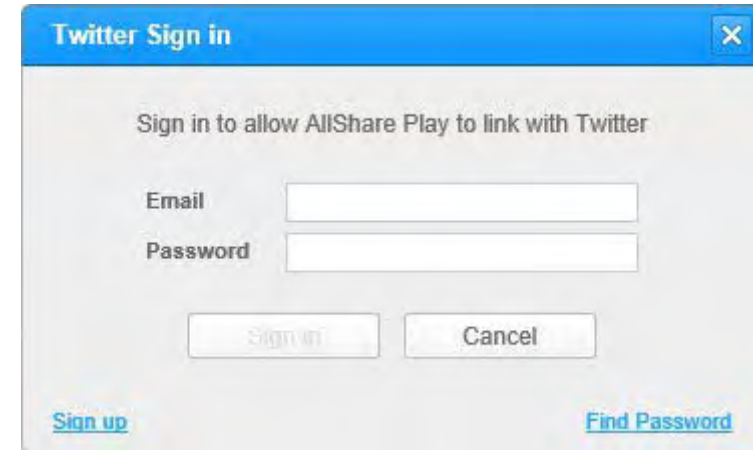 Twitter Sign in
Sign in to allow AllShare Play to link with Twitter
Email
Password
Sign in Cancel
Sign up Find Password